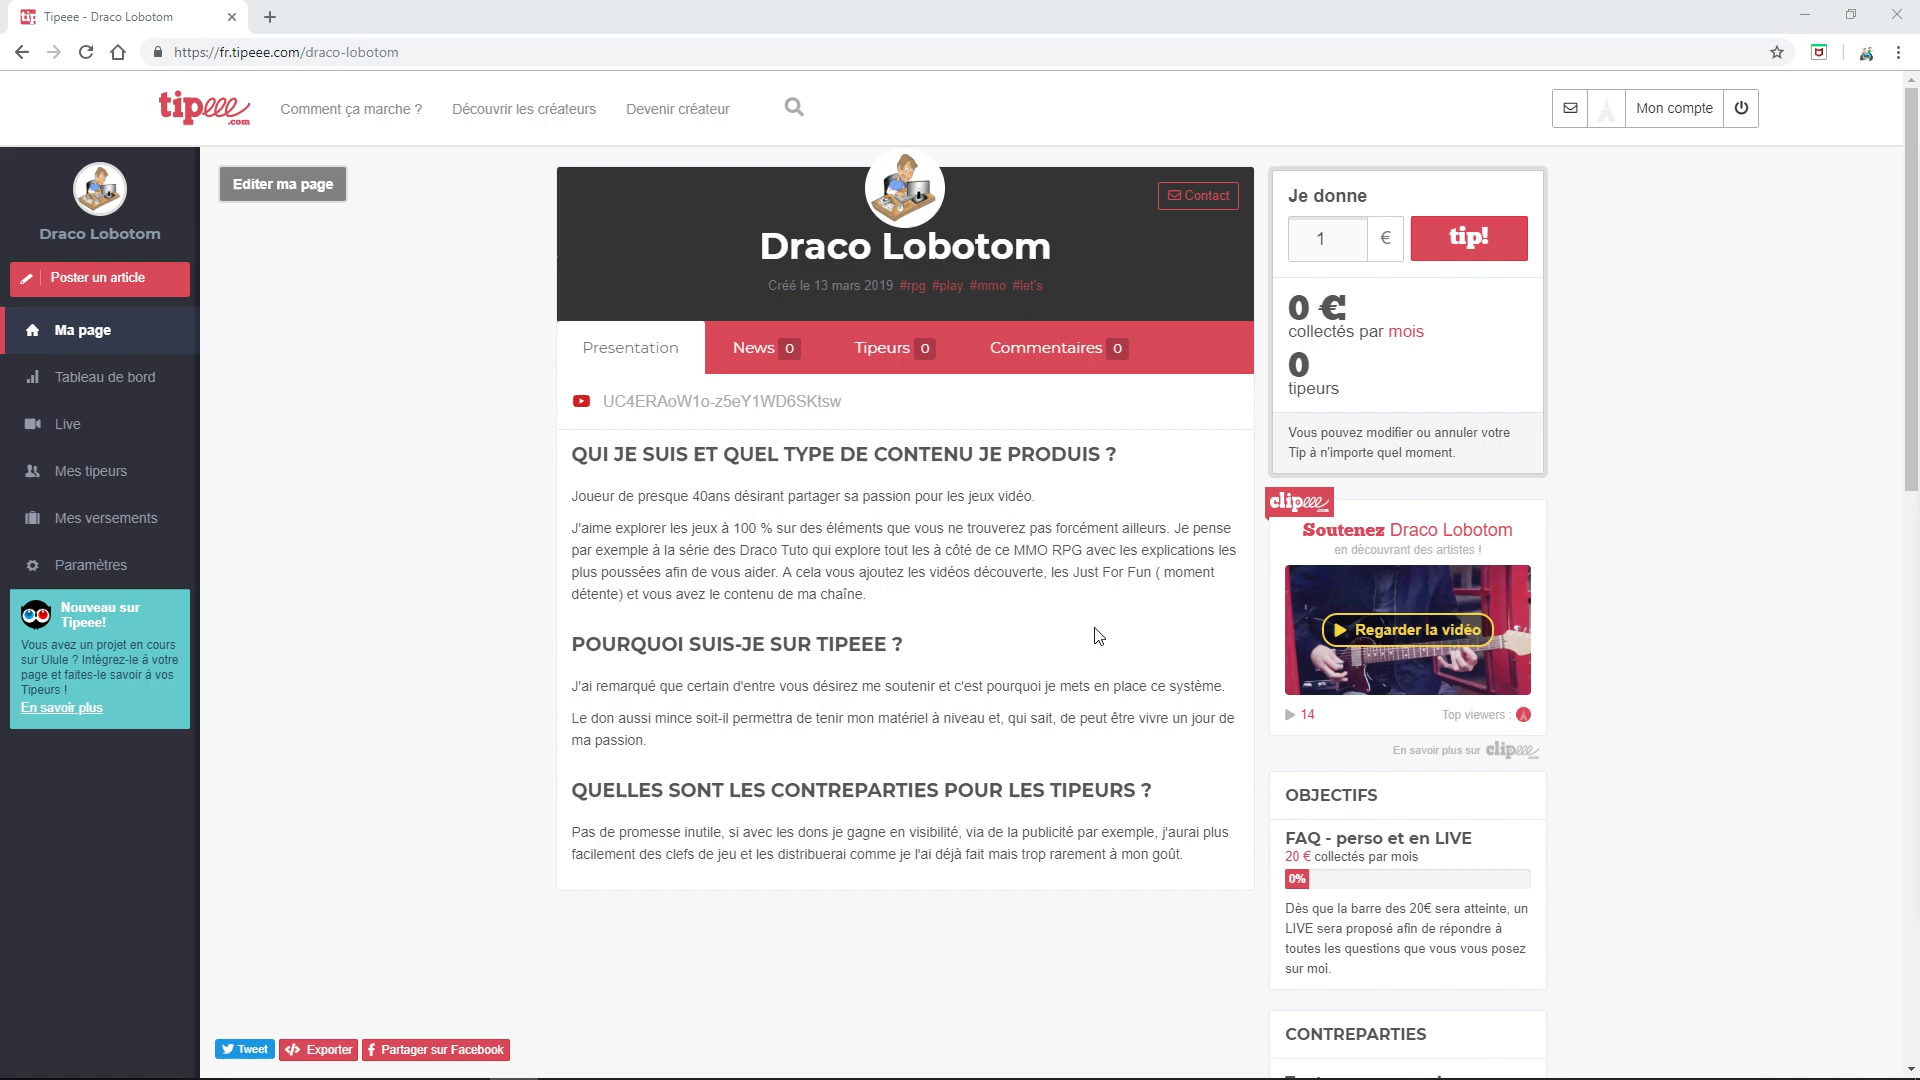 Tipeee - Draco Lobotom
https://fr.tipeee.com/draco-lobotom
tipeee.com
Comment ça marche ?
Découvrir les créateurs
Devenir créateur
Mon compte
Draco Lobotom
Poster un article
Ma page
Tableau de bord
Live
Mes tipeurs
Mes versements
Paramètres
Nouveau sur
Tipeee!
Vous avez un projet en cours
sur Ulule ? Intégrez-le à votre
page et faites-le savoir à vos
Tipeurs !
En savoir plus
Editer ma page
Contact
Draco Lobotom
Créé le 13 mars 2019 #rpg #play #mmo #let's
Presentation
News 0
Tipeurs 0
Commentaires 0
UC4ERAoW1o-z5eY1WD6SKtsw
QUI JE SUIS ET QUEL TYPE DE CONTENU JE PRODUIS ?
Joueur de presque 40ans désirant partager sa passion pour les jeux vidéo.
J'aime explorer les jeux à 100 % sur des éléments que vous ne trouverez pas forcément ailleurs. Je pense
par exemple à la série des Draco Tuto qui explore tout les à côté de ce MMO RPG avec les explications les
plus poussées afin de vous aider. A cela vous ajoutez les vidéos découverte, les Just For Fun ( moment
détente) et vous avez le contenu de ma chaîne.
POURQUOI SUIS-JE SUR TIPEEE ?
J'ai remarqué que certain d'entre vous désirez me soutenir et c'est pourquoi je mets en place ce système.
Le don aussi mince soit-il permettra de tenir mon matériel à niveau et, qui sait, de peut être vivre un jour de
ma passion.
QUELLES SONT LES CONTREPARTIES POUR LES TIPEURS ?
Pas de promesse inutile, si avec les dons je gagne en visibilité, via de la publicité par exemple, j'aurai plus
facilement des clefs de jeu et les distribuerai comme je l'ai déjà fait mais trop rarement à mon goût.
Je donne
1 €
tip!
0 €
collectés par mois
0
tipeurs
Vous pouvez modifier ou annuler votre
Tip à n'importe quel moment.
clipeee.com
Soutenez Draco Lobotom
en découvrant des artistes !
Regarder la vidéo
14
Top viewers :
En savoir plus sur clipeee
OBJECTIFS
FAQ - perso et en LIVE
20 € collectés par mois
0%
Dès que la barre des 20€ sera atteinte, un
LIVE sera proposé afin de répondre à
toutes les questions que vous vous posez
sur moi.
CONTREPARTIES
Tweet
Exporter
Partager sur Facebook